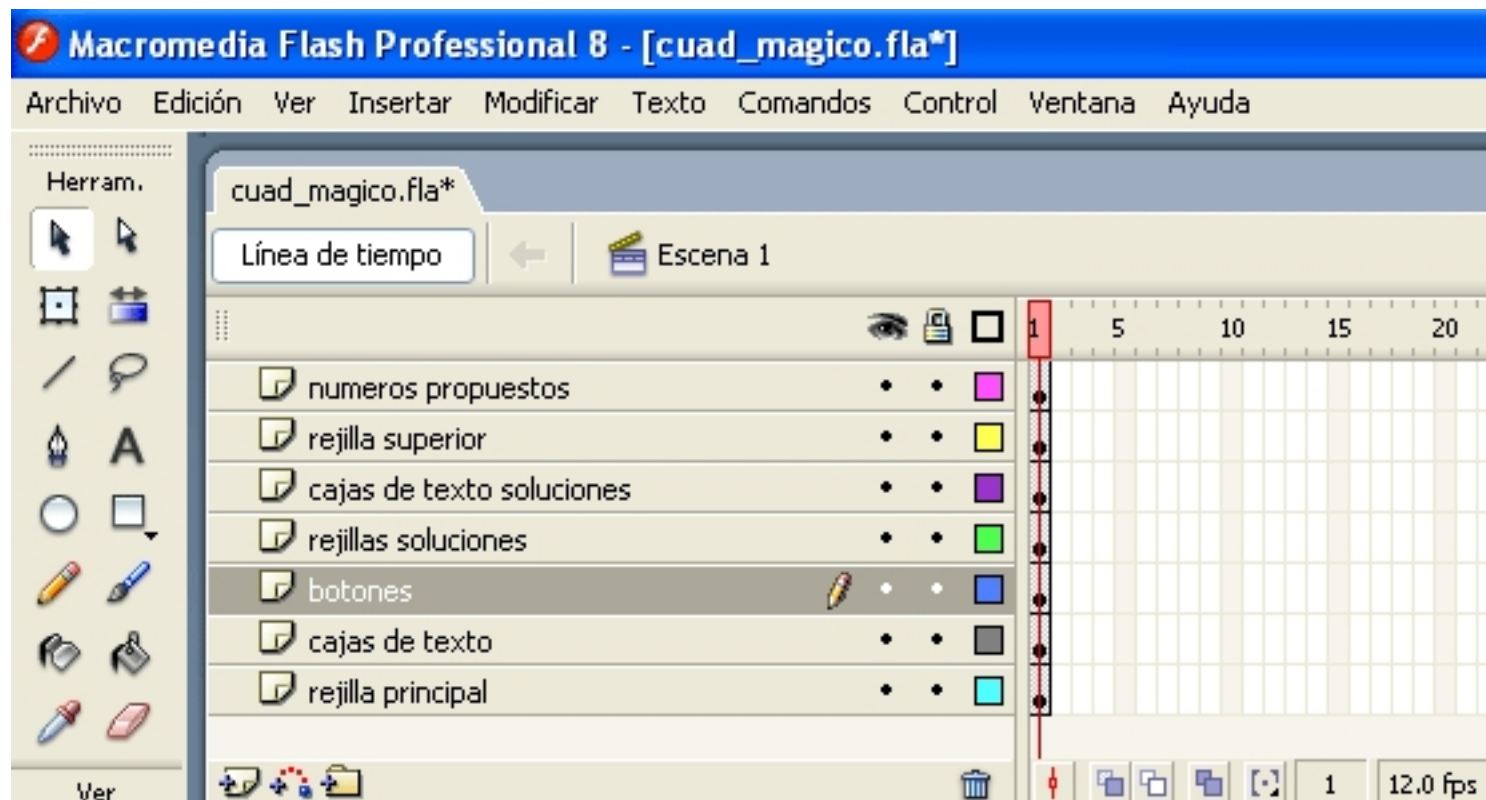 Macromedia Flash Professional 8 - [cuad_magico.fla*]
Archivo Edición Ver Insertar Modificar Texto Comandos Control Ventana Ayuda
Herram.
cuad_magico.fla*
Línea de tiempo
Escena 1
1 5 10 15 20
numeros propuestos
rejilla superior
cajas de texto soluciones
rejillas soluciones
botones
cajas de texto
rejilla principal
A
Ver
1 12.0 fps